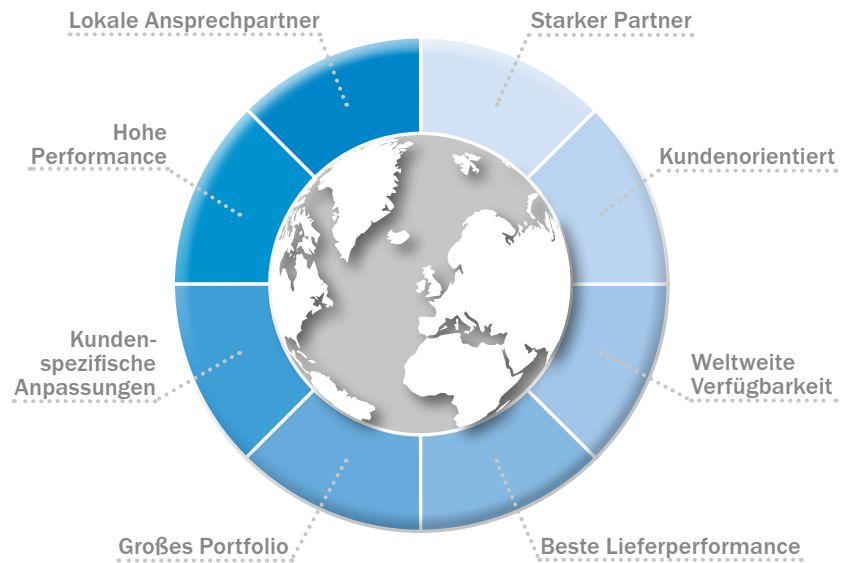 Lokale Ansprechpartner
Starker Partner
Hohe
Performance
Kundenorientiert
Kunden-
spezifische
Anpassungen
Weltweite
Verfügbarkeit
Großes Portfolio
Beste Lieferperformance